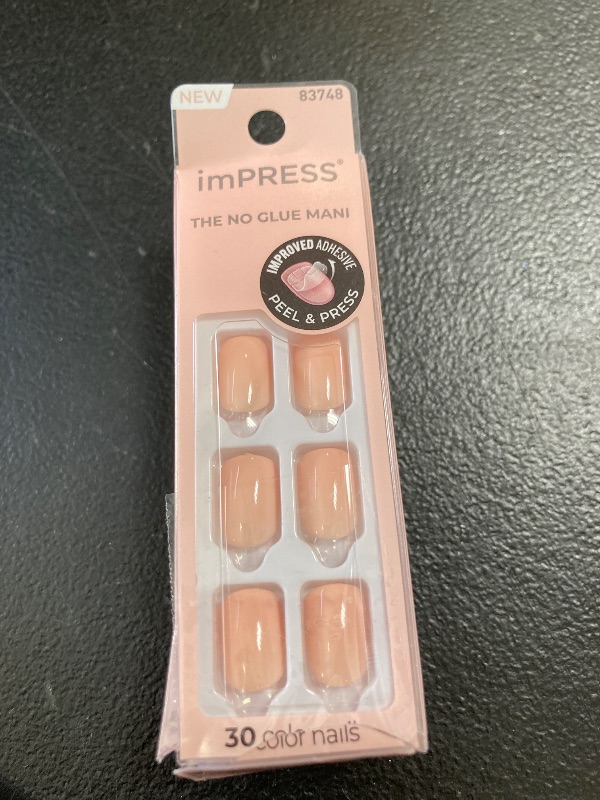 NEW
83748
imPRESS®
THE NO GLUE MANI
IMPROVED ADHESIVE
PEEL & PRESS
30 color nails